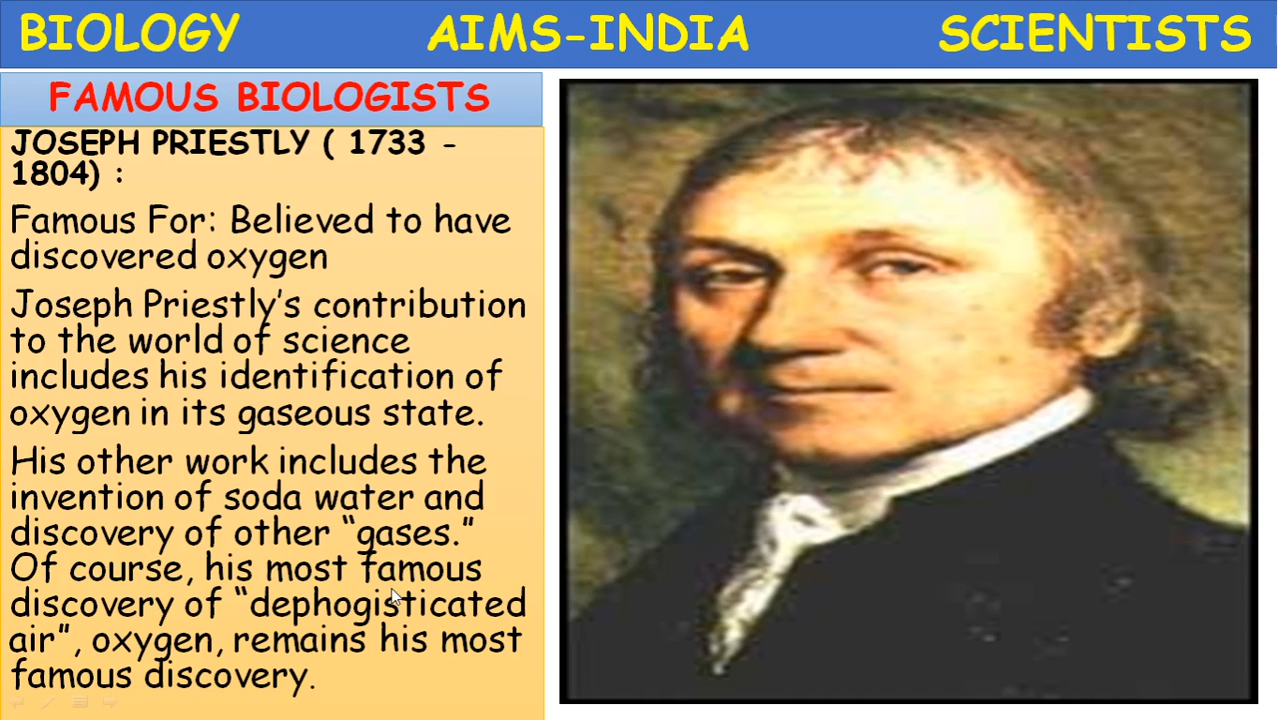 BIOLOGY AIMS-INDIA SCIENTISTS
FAMOUS BIOLOGISTS
JOSEPH PRIESTLY ( 1733 -
1804) :
Famous For: Believed to have
discovered oxygen
Joseph Priestly's contribution
to the world of science
includes his identification of
oxygen in its gaseous state.
His other work includes the
invention of soda water and
discovery of other “gases.”
Of course, his most famous
discovery of “dephogisticated
air”, oxygen, remains his most
famous discovery.